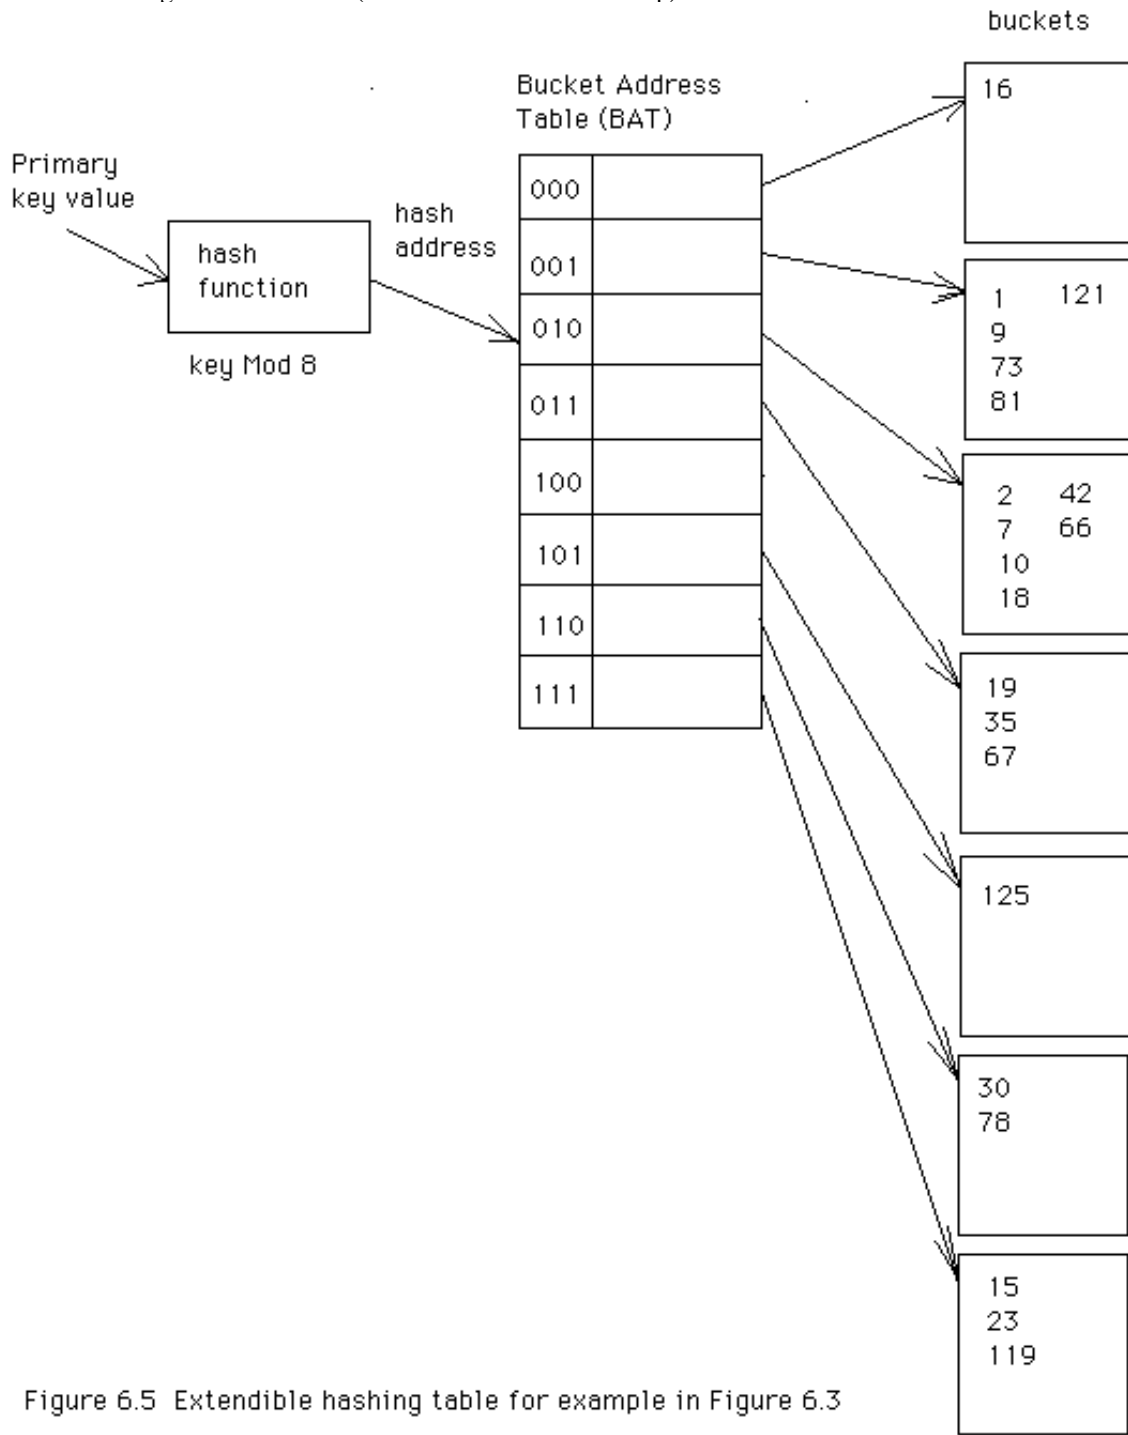 buckets
Bucket Address
Table (BAT)
Primary
key value
hash
function
key Mod 8
hash
address
000
001
010
011
100
101
110
111
16
1 121
9
73
81
2 42
7 66
10
18
19
35
67
125
30
78
15
23
119
Figure 6.5 Extendible hashing table for example in Figure 6.3